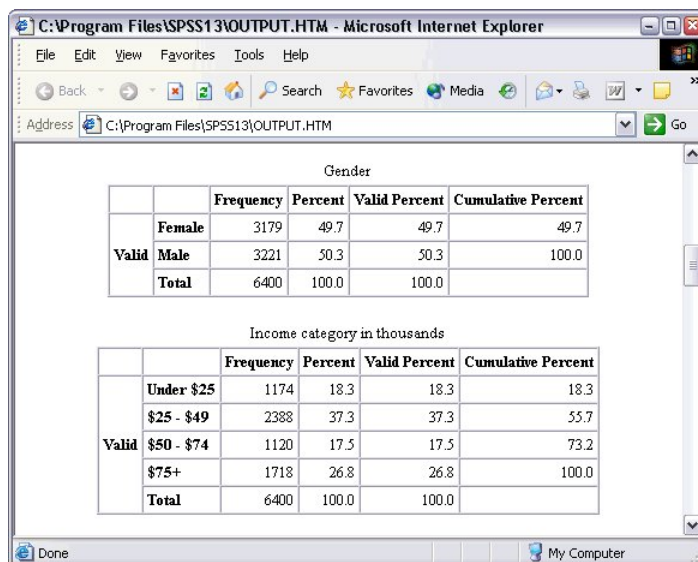 C:\Program Files\SPSS13\OUTPUT.HTM - Microsoft Internet Explorer
File Edit View Favorites Tools Help
Back Search Favorites Media W »
Address C:\Program Files\SPSS13\OUTPUT.HTM Go
Gender
Frequency Percent Valid Percent Cumulative Percent
Female 3179 49.7 49.7 49.7
Valid Male 3221 50.3 50.3 100.0
Total 6400 100.0 100.0
Income category in thousands
Frequency Percent Valid Percent Cumulative Percent
Under $25 1174 18.3 18.3 18.3
$25 - $49 2388 37.3 37.3 55.7
Valid $50 - $74 1120 17.5 17.5 73.2
$75+ 1718 26.8 26.8 100.0
Total 6400 100.0 100.0
Done My Computer